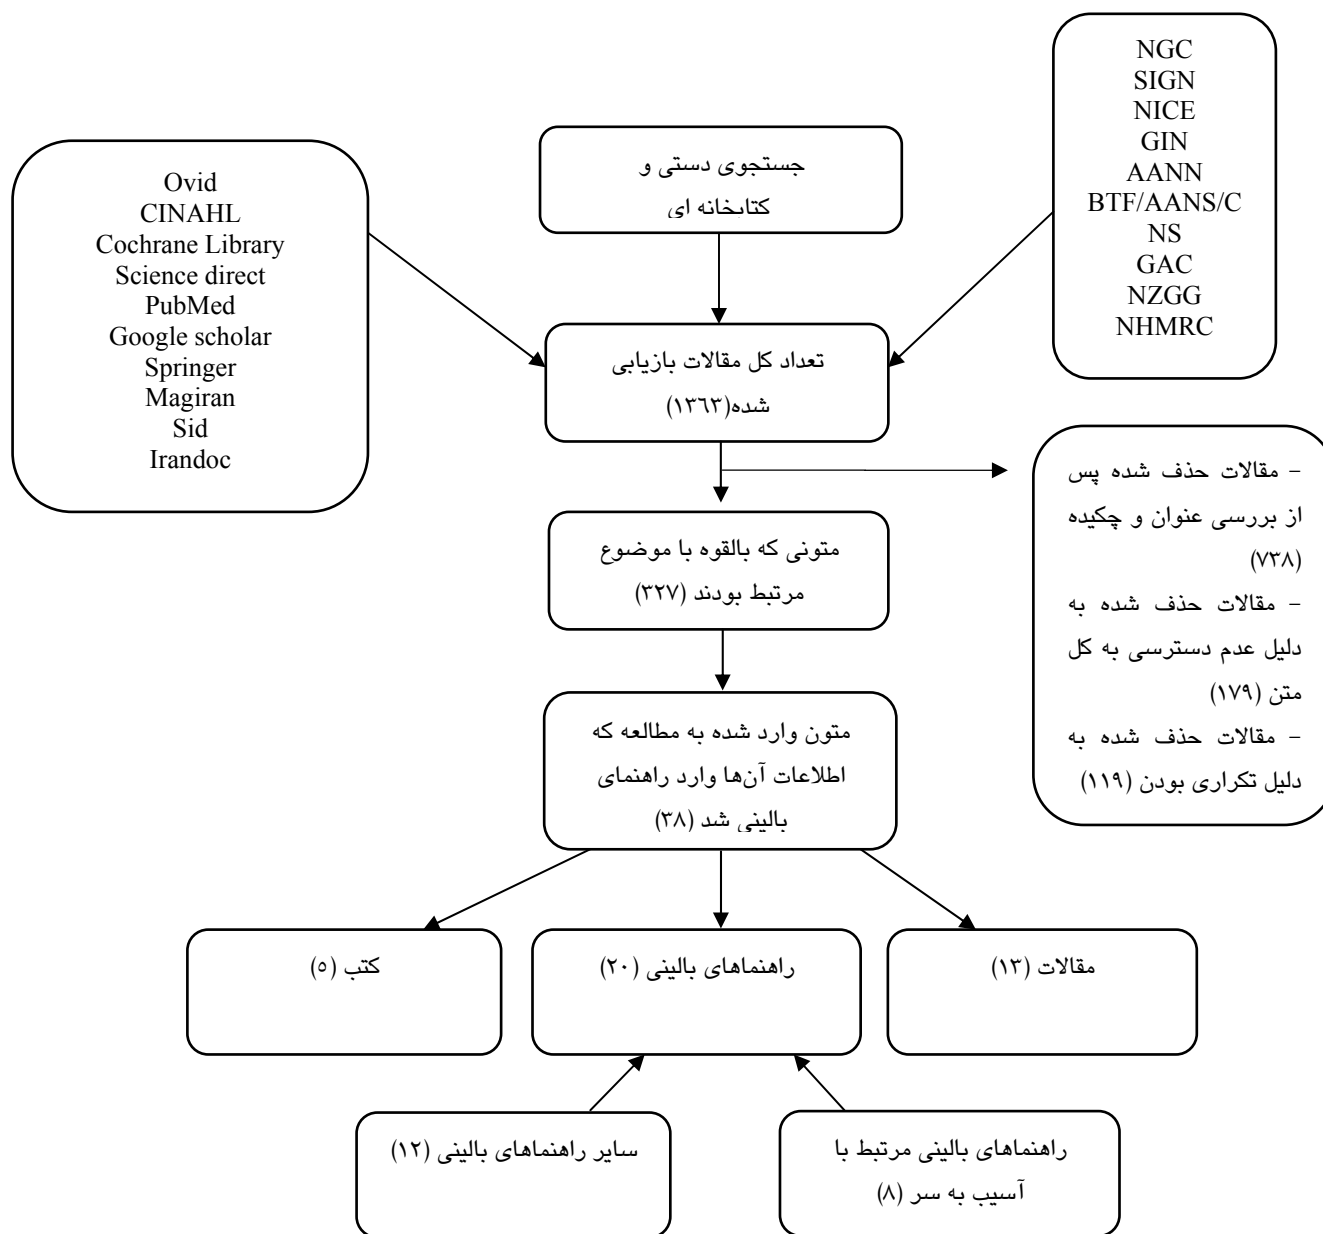 NGC
SIGN
NICE
GIN
AANN
BTF/AANS/C
NS
GAC
NZGG
NHMRC
جستجوی دستی و
کتابخانه ای
Ovid
CINAHL
Cochrane Library
Science direct
PubMed
Google scholar
Springer
Magiran
Sid
Irandoc
تعداد کل مقالات بازیابی
شده(۱۳۶۳)
- مقالات حذف شده پس
از بررسی عنوان و چکیده
(۷۳۸)
- مقالات حذف شده به
دلیل عدم دسترسی به کل
متن (۱۷۹)
- مقالات حذف شده به
دلیل تکراری بودن (۱۱۹)
متونی که بالقوه با موضوع
مرتبط بودند (۳۲۷)
متون وارد شده به مطالعه که
اطلاعات آن‌ها وارد راهنمای
بالینی شد (۳۸)
مقالات (۱۳)
راهنماهای بالینی (۲۰)
کتب (۵)
راهنماهای بالینی مرتبط با
آسیب به سر (۸)
سایر راهنماهای بالینی (۱۲)